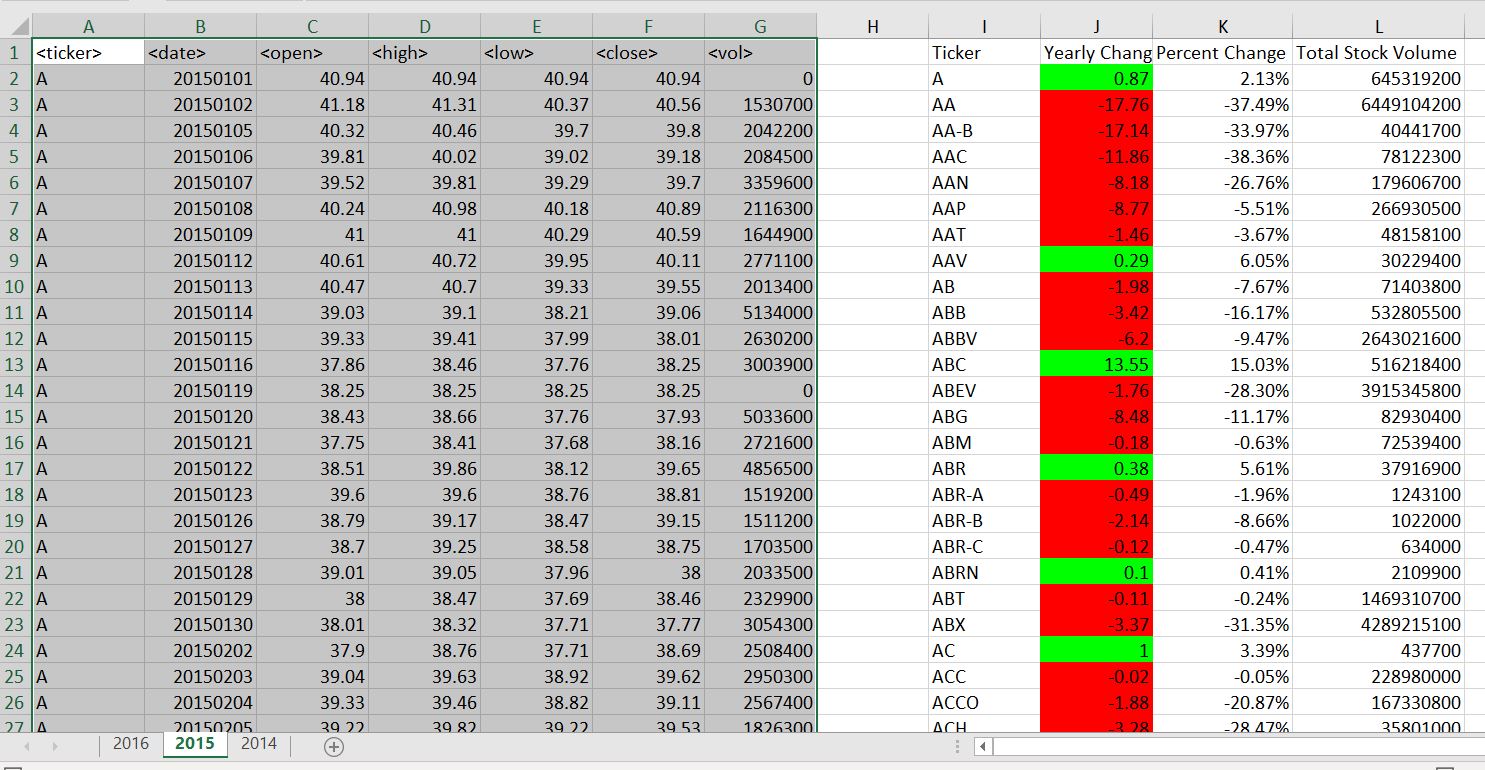 A B C D E F G H I J K L
1 <ticker> <date> <open> <high> <low> <close> <vol> Ticker Yearly Chang Percent Change Total Stock Volume
2 A 20150101 40.94 40.94 40.94 40.94 0 A 0.87 2.13% 645319200
3 A 20150102 41.18 41.31 40.37 40.56 1530700 AA -17.76 -37.49% 6449104200
4 A 20150105 40.32 40.46 39.7 39.8 2042200 AA-B -17.14 -33.97% 40441700
5 A 20150106 39.81 40.02 39.02 39.18 2084500 AAC -11.86 -38.36% 78122300
6 A 20150107 39.52 39.81 39.29 39.7 3359600 AAN -8.18 -26.76% 179606700
7 A 20150108 40.24 40.98 40.18 40.89 2116300 AAP -8.77 -5.51% 266930500
8 A 20150109 41 41 40.29 40.59 1644900 AAT -1.46 -3.67% 48158100
9 A 20150112 40.61 40.72 39.95 40.11 2771100 AAV 0.29 6.05% 30229400
10 A 20150113 40.47 40.7 39.33 39.55 2013400 AB -1.98 -7.67% 71403800
11 A 20150114 39.03 39.1 38.21 39.06 5134000 ABB -3.42 -16.17% 532805500
12 A 20150115 39.33 39.41 37.99 38.01 2630200 ABBV -6.2 -9.47% 2643021600
13 A 20150116 37.86 38.46 37.76 38.25 3003900 ABC 13.55 15.03% 516218400
14 A 20150119 38.25 38.25 38.25 38.25 0 ABEV -1.76 -28.30% 3915345800
15 A 20150120 38.43 38.66 37.76 37.93 5033600 ABG -8.48 -11.17% 82930400
16 A 20150121 37.75 38.41 37.68 38.16 2721600 ABM -0.18 -0.63% 72539400
17 A 20150122 38.51 39.86 38.12 39.65 4856500 ABR 0.38 5.61% 37916900
18 A 20150123 39.6 39.6 38.76 38.81 1519200 ABR-A -0.49 -1.96% 1243100
19 A 20150126 38.79 39.17 38.47 39.15 1511200 ABR-B -2.14 -8.66% 1022000
20 A 20150127 38.7 39.25 38.58 38.75 1703500 ABR-C -0.12 -0.47% 634000
21 A 20150128 39.01 39.05 37.96 38 2033500 ABRN 0.1 0.41% 2109900
22 A 20150129 38 38.47 37.69 38.46 2329900 ABT -0.11 -0.24% 1469310700
23 A 20150130 38.01 38.32 37.71 37.77 3054300 ABX -3.37 -31.35% 4289215100
24 A 20150202 37.9 38.76 37.71 38.69 2508400 AC 1 3.39% 437700
25 A 20150203 39.04 39.63 38.92 39.62 2950300 ACC -0.02 -0.05% 228980000
26 A 20150204 39.33 39.46 38.82 39.11 2567400 ACCO -1.88 -20.87% 167330800
27 A 20150205 39.22 39.82 39.22 39.53 1826300 ACH -3.28 -28.47% 35801000
2016 2015 2014